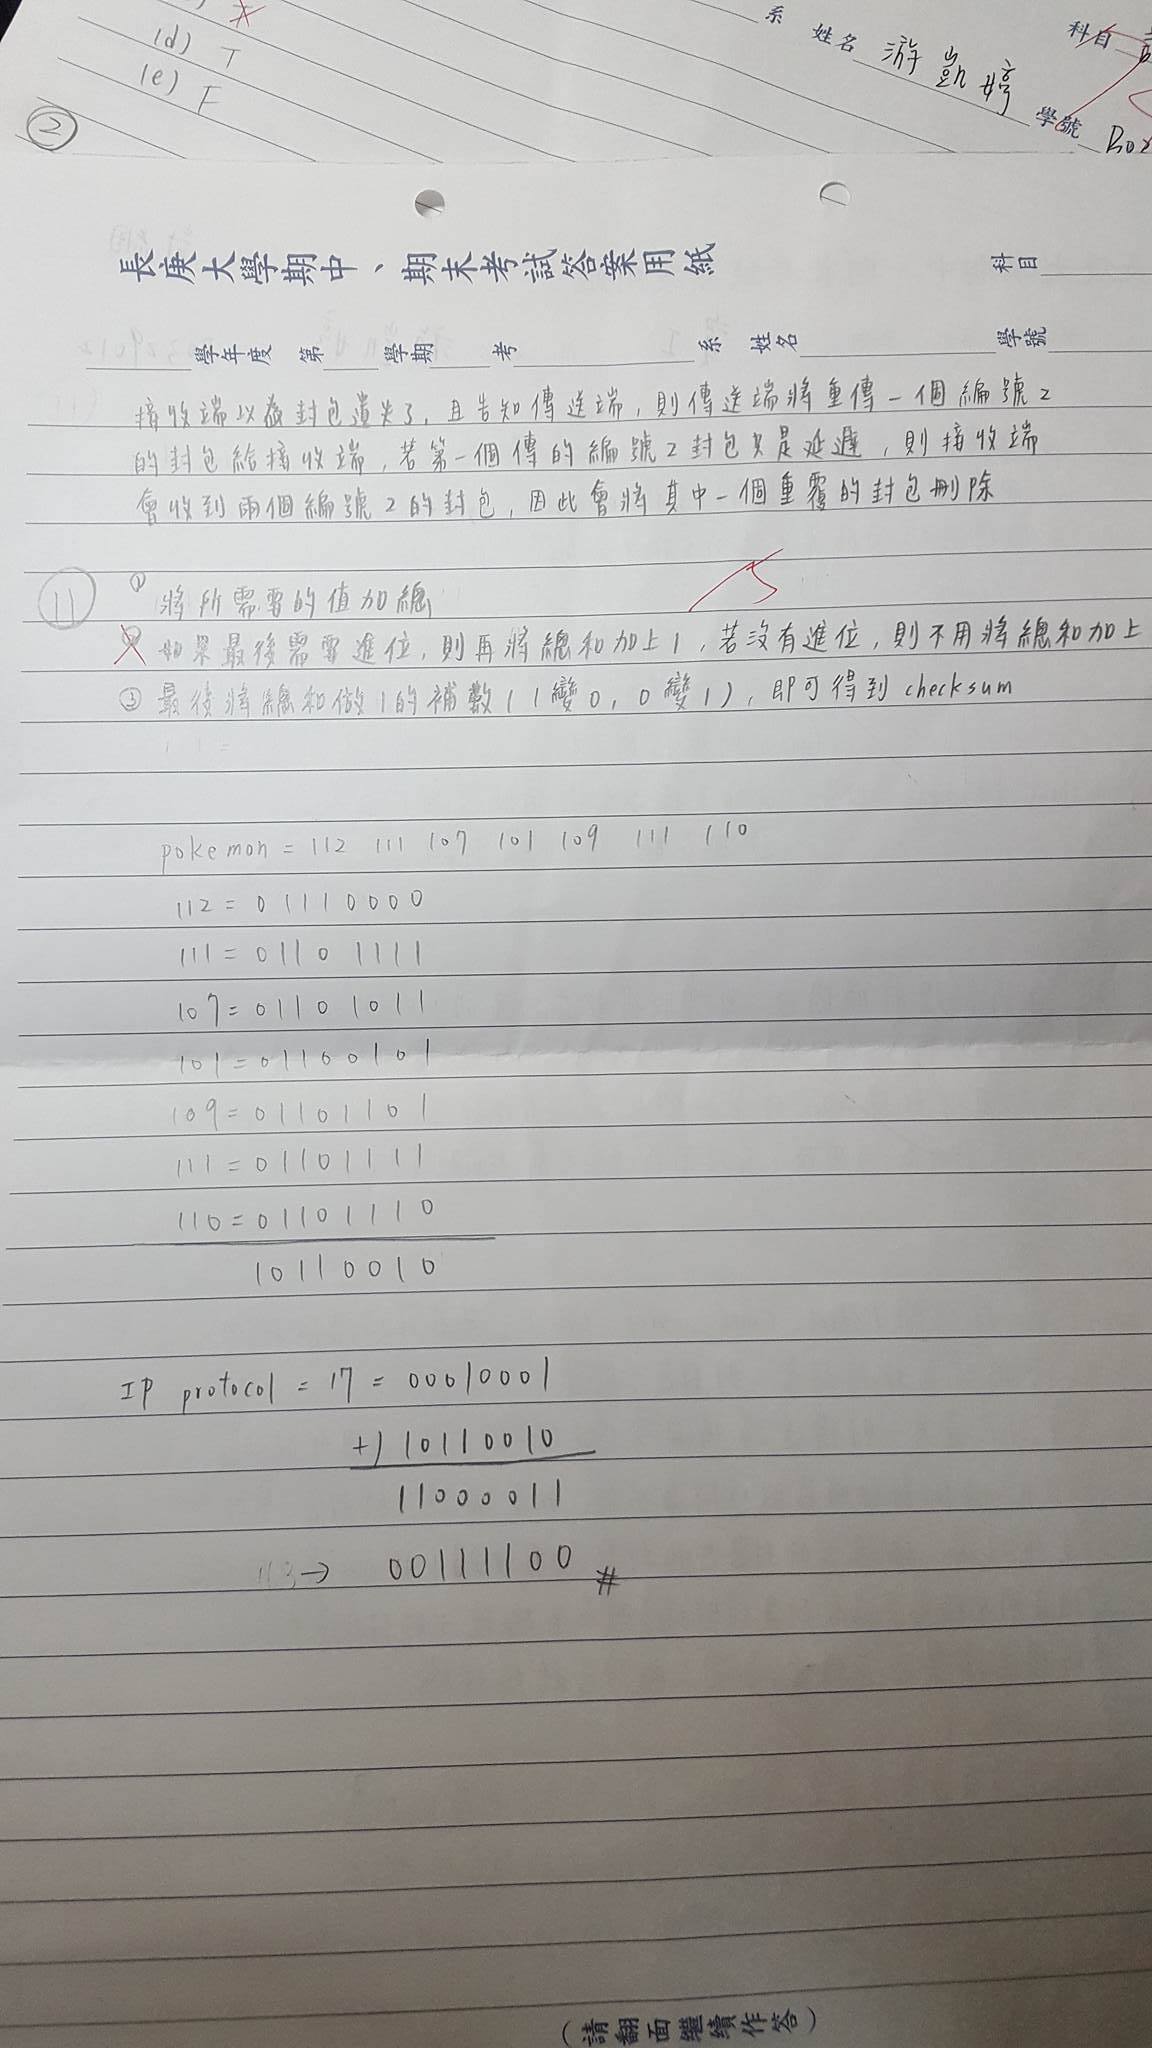 (d) T
(e) F
②
系 姓名 游凱婷 學號
科目
長庚大學期中、期末考試答案用紙 科目
學年度 第 學期 考 系 姓名 學號
接收端以為封包遺失了,且告知傳送端,則傳送端將重傳一個編號2
的封包給接收端,若第一個傳的編號2封包只是延遲,則接收端
會收到兩個編號2的封包,因此會將其中一個重覆的封包刪除
⑪ ① 將所需要的值加總
② 如果最後需要進位,則再將總和加上1,若沒有進位,則不用將總和加上
③ 最後將總和做1的補數(1變0,0變1),即可得到checksum
pokemon = 112 111 107 101 109 111 110
112 = 01110000
111 = 01101111
107 = 01101011
101 = 01100101
109 = 01101101
111 = 01101111
110 = 01101110
10110010
IP protocol = 17 = 00010001
+) 10110010
11000011
→ 00111100 #
(請翻面繼續作答)